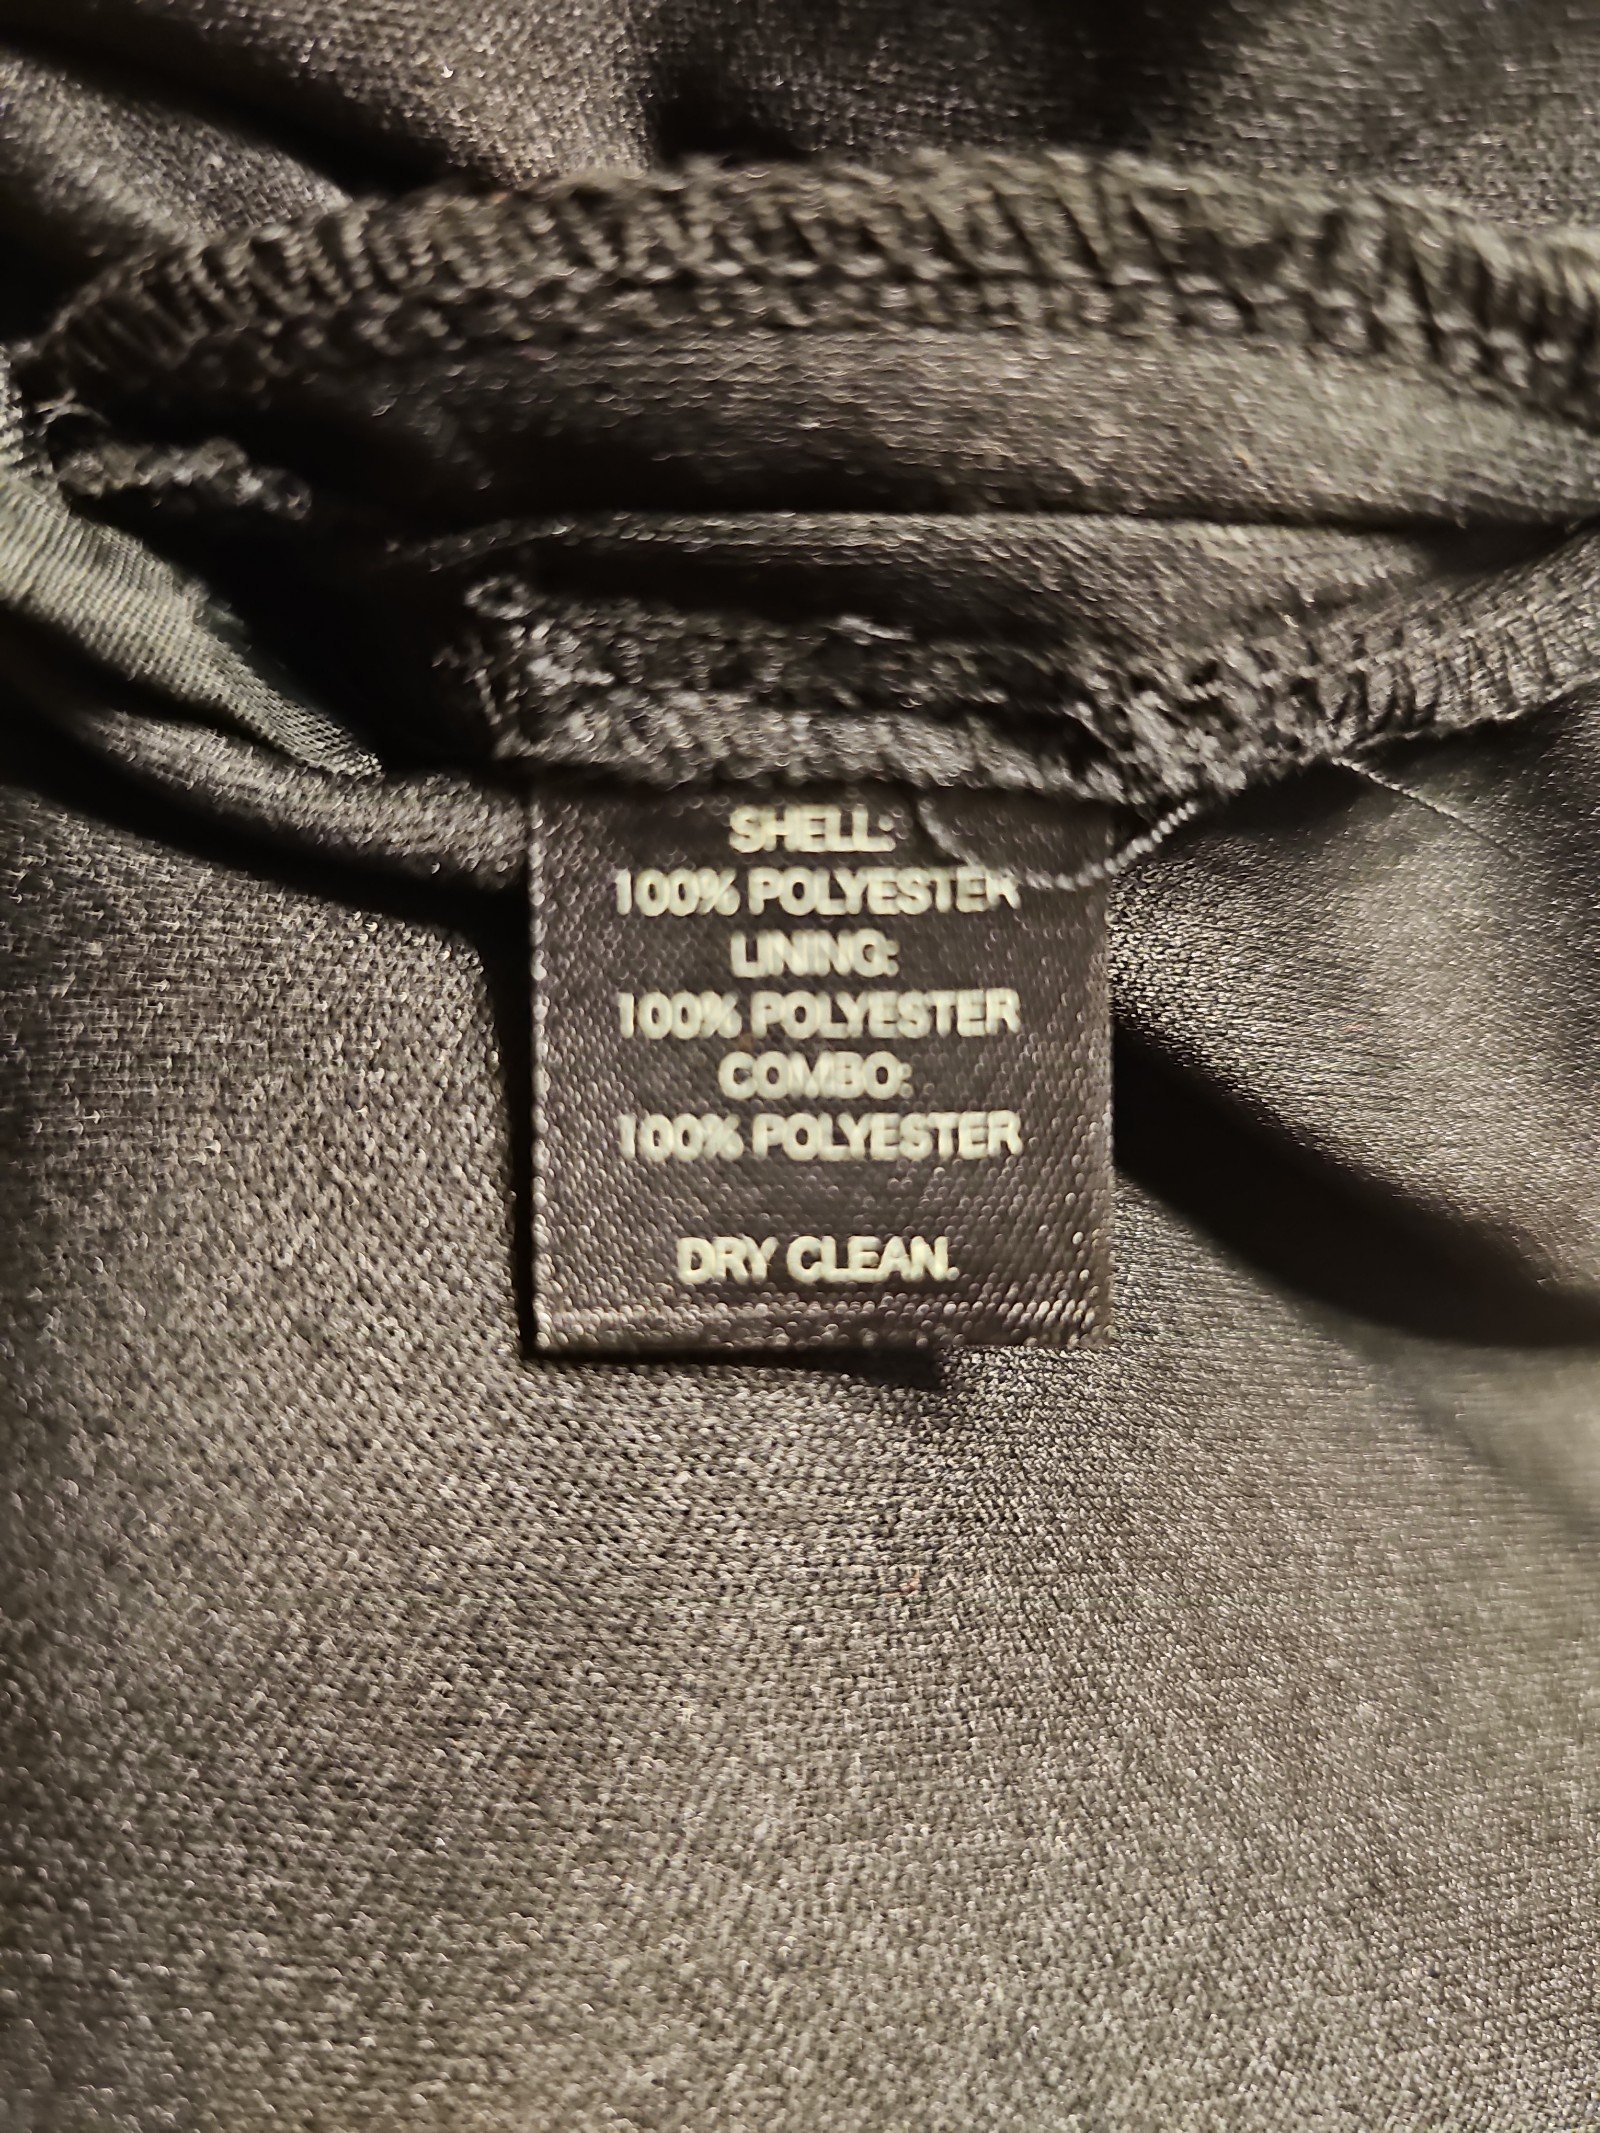 SHELL:
100% POLYESTER
LINING:
100% POLYESTER
COMBO:
100% POLYESTER
DRY CLEAN.